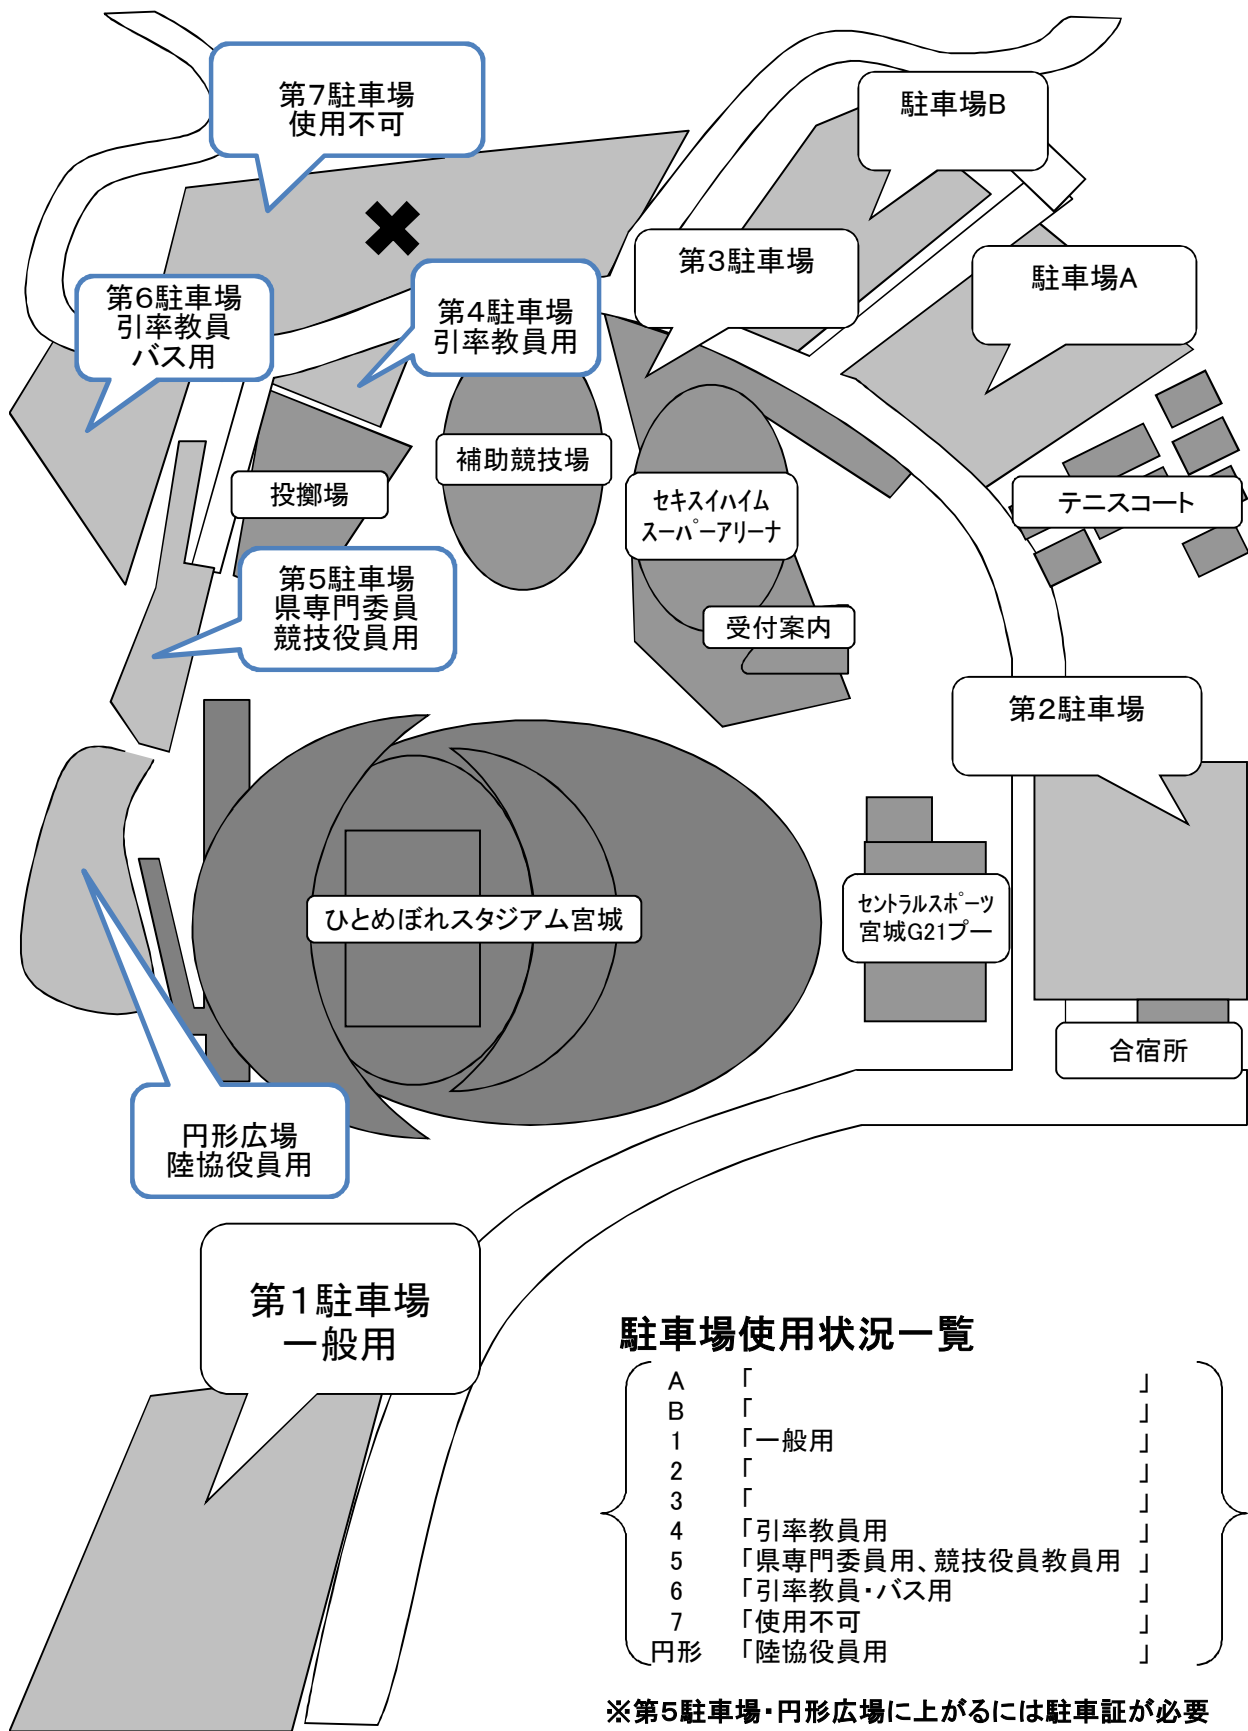 第7駐車場
使用不可
駐車場B
第3駐車場
駐車場A
第6駐車場
引率教員
バス用
第4駐車場
引率教員用
補助競技場
投擲場
セキスイハイム
スーパーアリーナ
テニスコート
第5駐車場
県専門委員
競技役員用
受付案内
第2駐車場
ひとめぼれスタジアム宮城
セントラルスポーツ
宮城G21プー
合宿所
円形広場
陸協役員用
第1駐車場
一般用
駐車場使用状況一覧
A 「 」
B 「 」
1 「一般用 」
2 「 」
3 「 」
4 「引率教員用 」
5 「県専門委員用、競技役員教員用 」
6 「引率教員・バス用 」
7 「使用不可 」
円形 「陸協役員用 」
※第5駐車場・円形広場に上がるには駐車証が必要